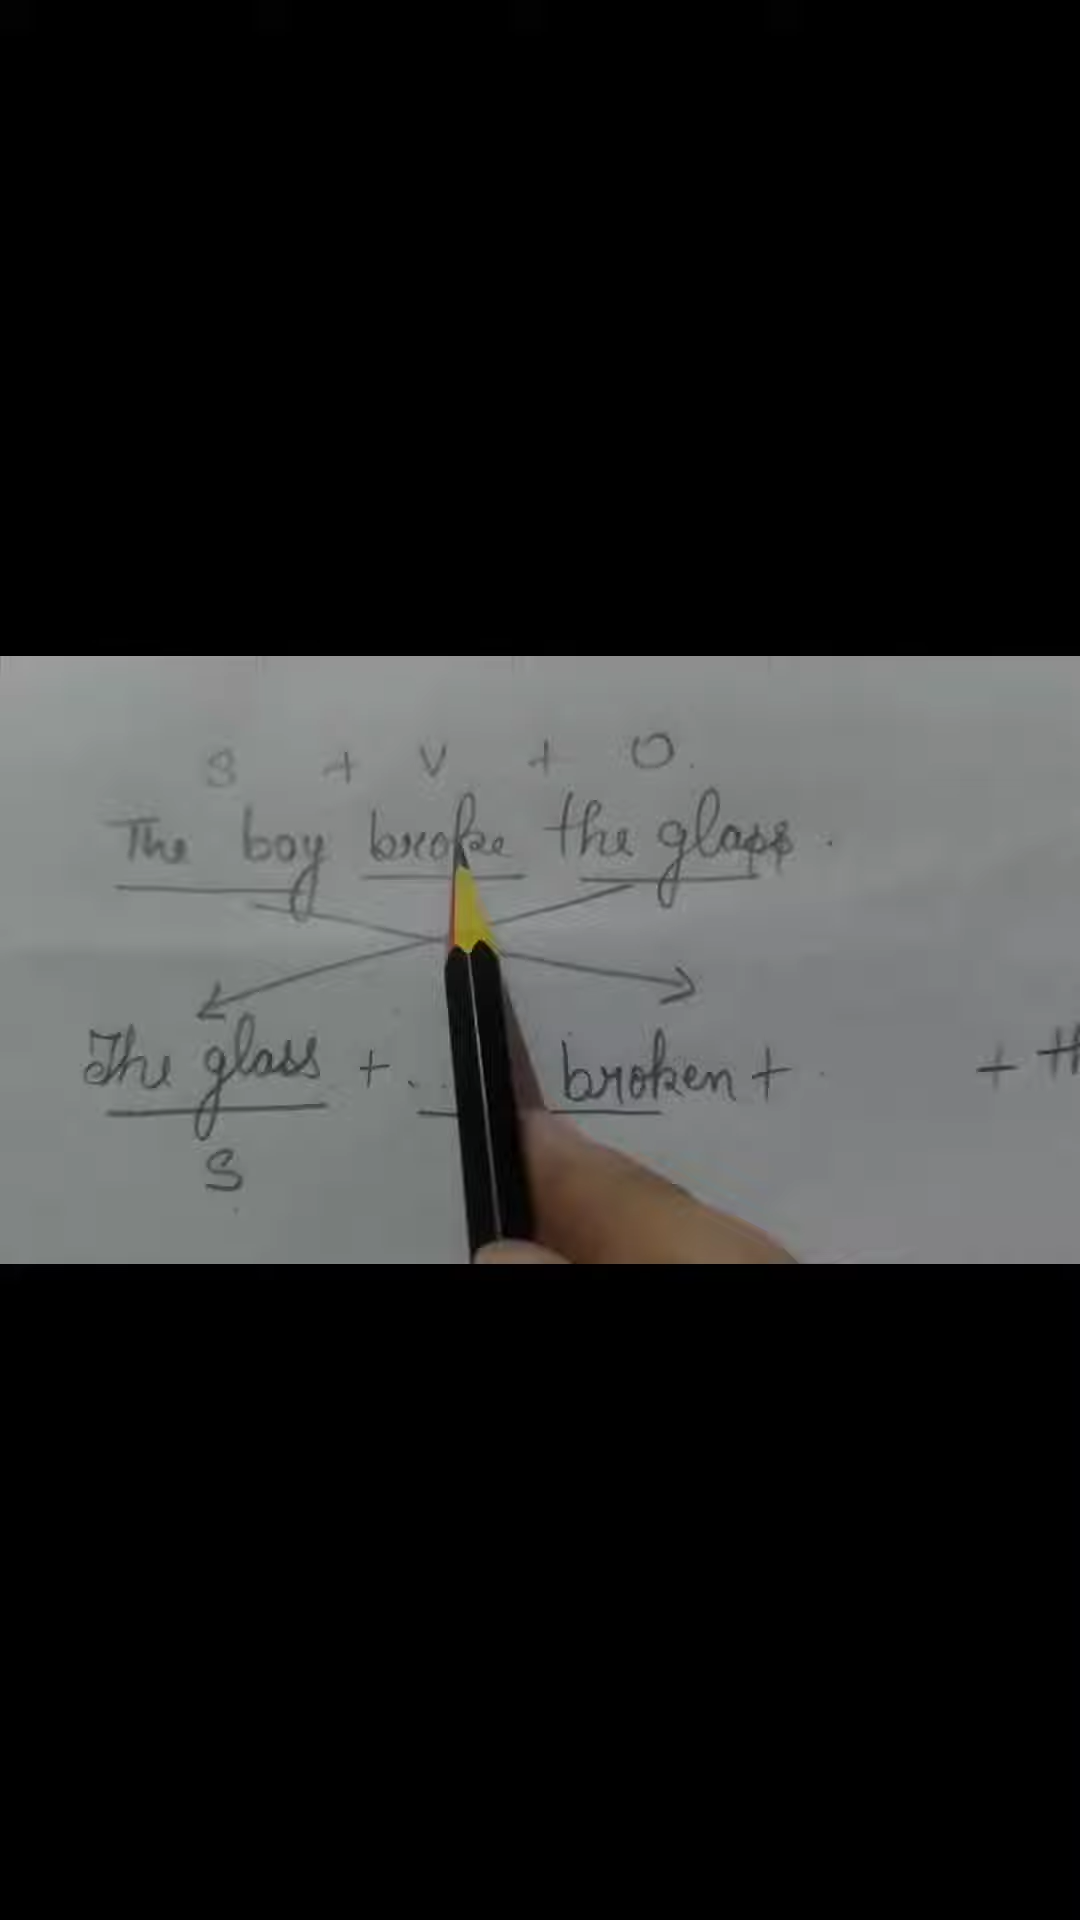 S + V + O.
The boy broke the glass.
The glass + .. broken + +
S